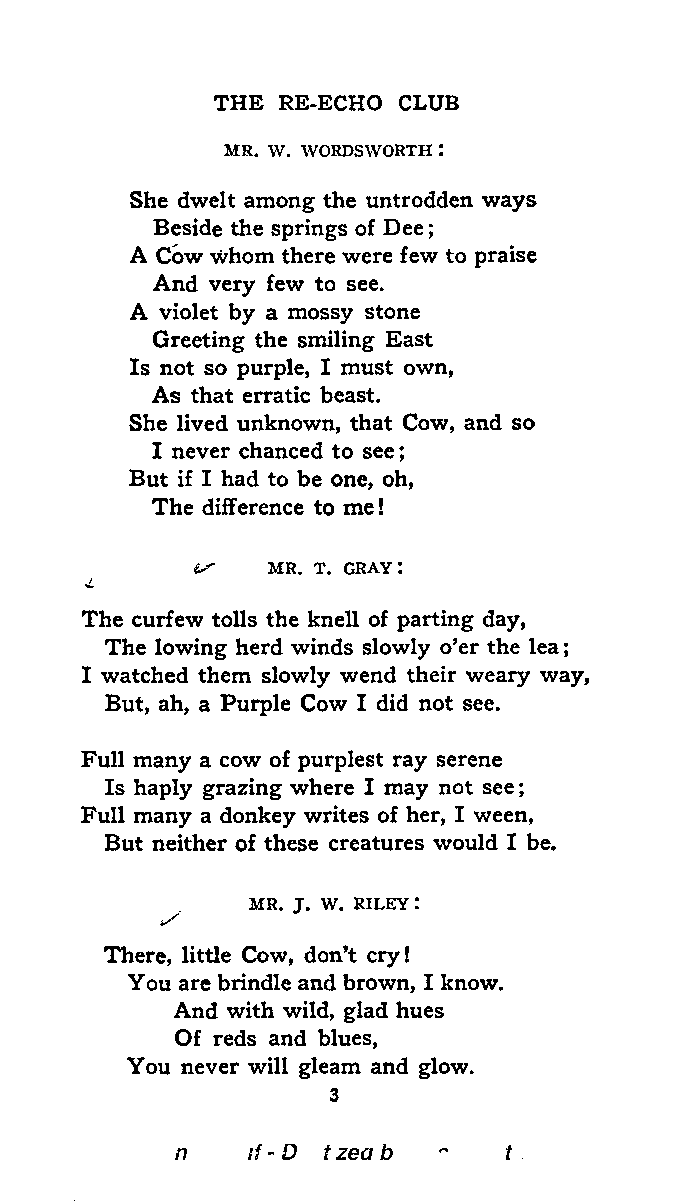 THE RE-ECHO CLUB
MR. W. WORDSWORTH:
She dwelt among the untrodden ways
Beside the springs of Dee;
A Cow whom there were few to praise
And very few to see.
A violet by a mossy stone
Greeting the smiling East
Is not so purple, I must own,
As that erratic beast.
She lived unknown, that Cow, and so
I never chanced to see;
But if I had to be one, oh,
The difference to me!
MR. T. GRAY:
The curfew tolls the knell of parting day,
The lowing herd winds slowly o'er the lea;
I watched them slowly wend their weary way,
But, ah, a Purple Cow I did not see.
Full many a cow of purplest ray serene
Is haply grazing where I may not see;
Full many a donkey writes of her, I ween,
But neither of these creatures would I be.
MR. J. W. RILEY:
There, little Cow, don't cry!
You are brindle and brown, I know.
And with wild, glad hues
Of reds and blues,
You never will gleam and glow.
3